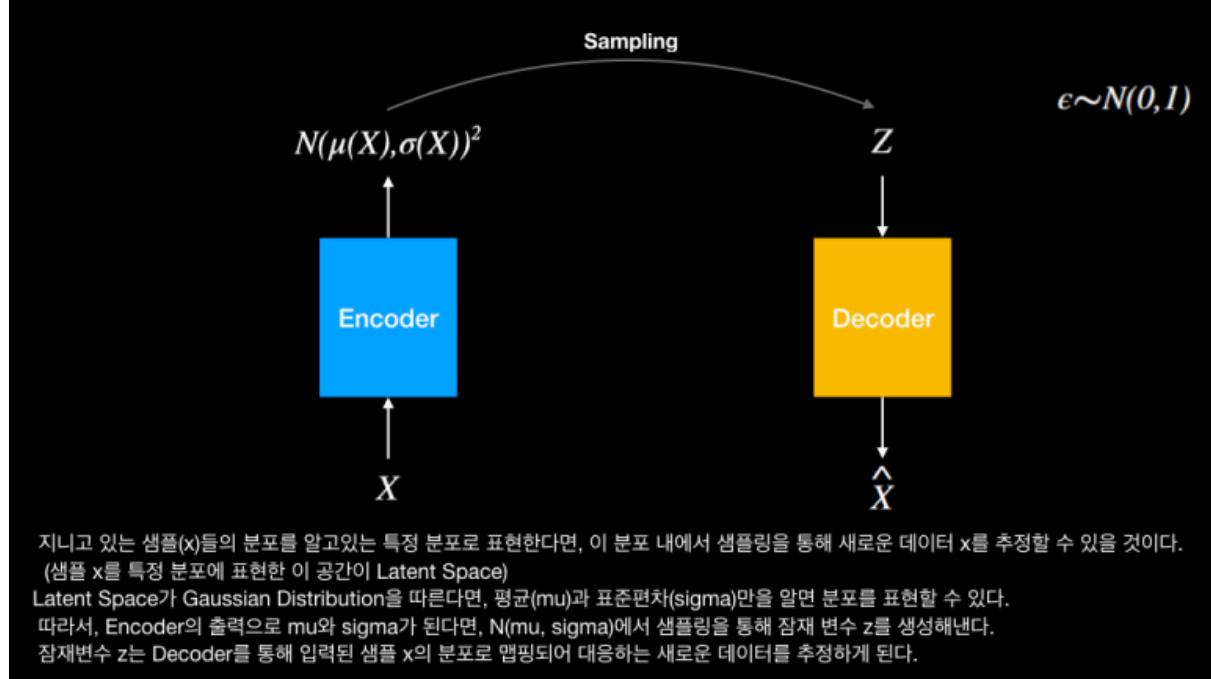 Sampling
ϵ~N(0,1)
N(μ(X),σ(X))²
Z
Encoder
Decoder
X
X̂
지니고 있는 샘플(x)들의 분포를 알고있는 특정 분포로 표현한다면, 이 분포 내에서 샘플링을 통해 새로운 데이터 x를 추정할 수 있을 것이다.
(샘플 x를 특정 분포에 표현한 이 공간이 Latent Space)
Latent Space가 Gaussian Distribution을 따른다면, 평균(mu)과 표준편차(sigma)만을 알면 분포를 표현할 수 있다.
따라서, Encoder의 출력으로 mu와 sigma가 된다면, N(mu, sigma)에서 샘플링을 통해 잠재 변수 z를 생성해낸다.
잠재변수 z는 Decoder를 통해 입력된 샘플 x의 분포로 맵핑되어 대응하는 새로운 데이터를 추정하게 된다.